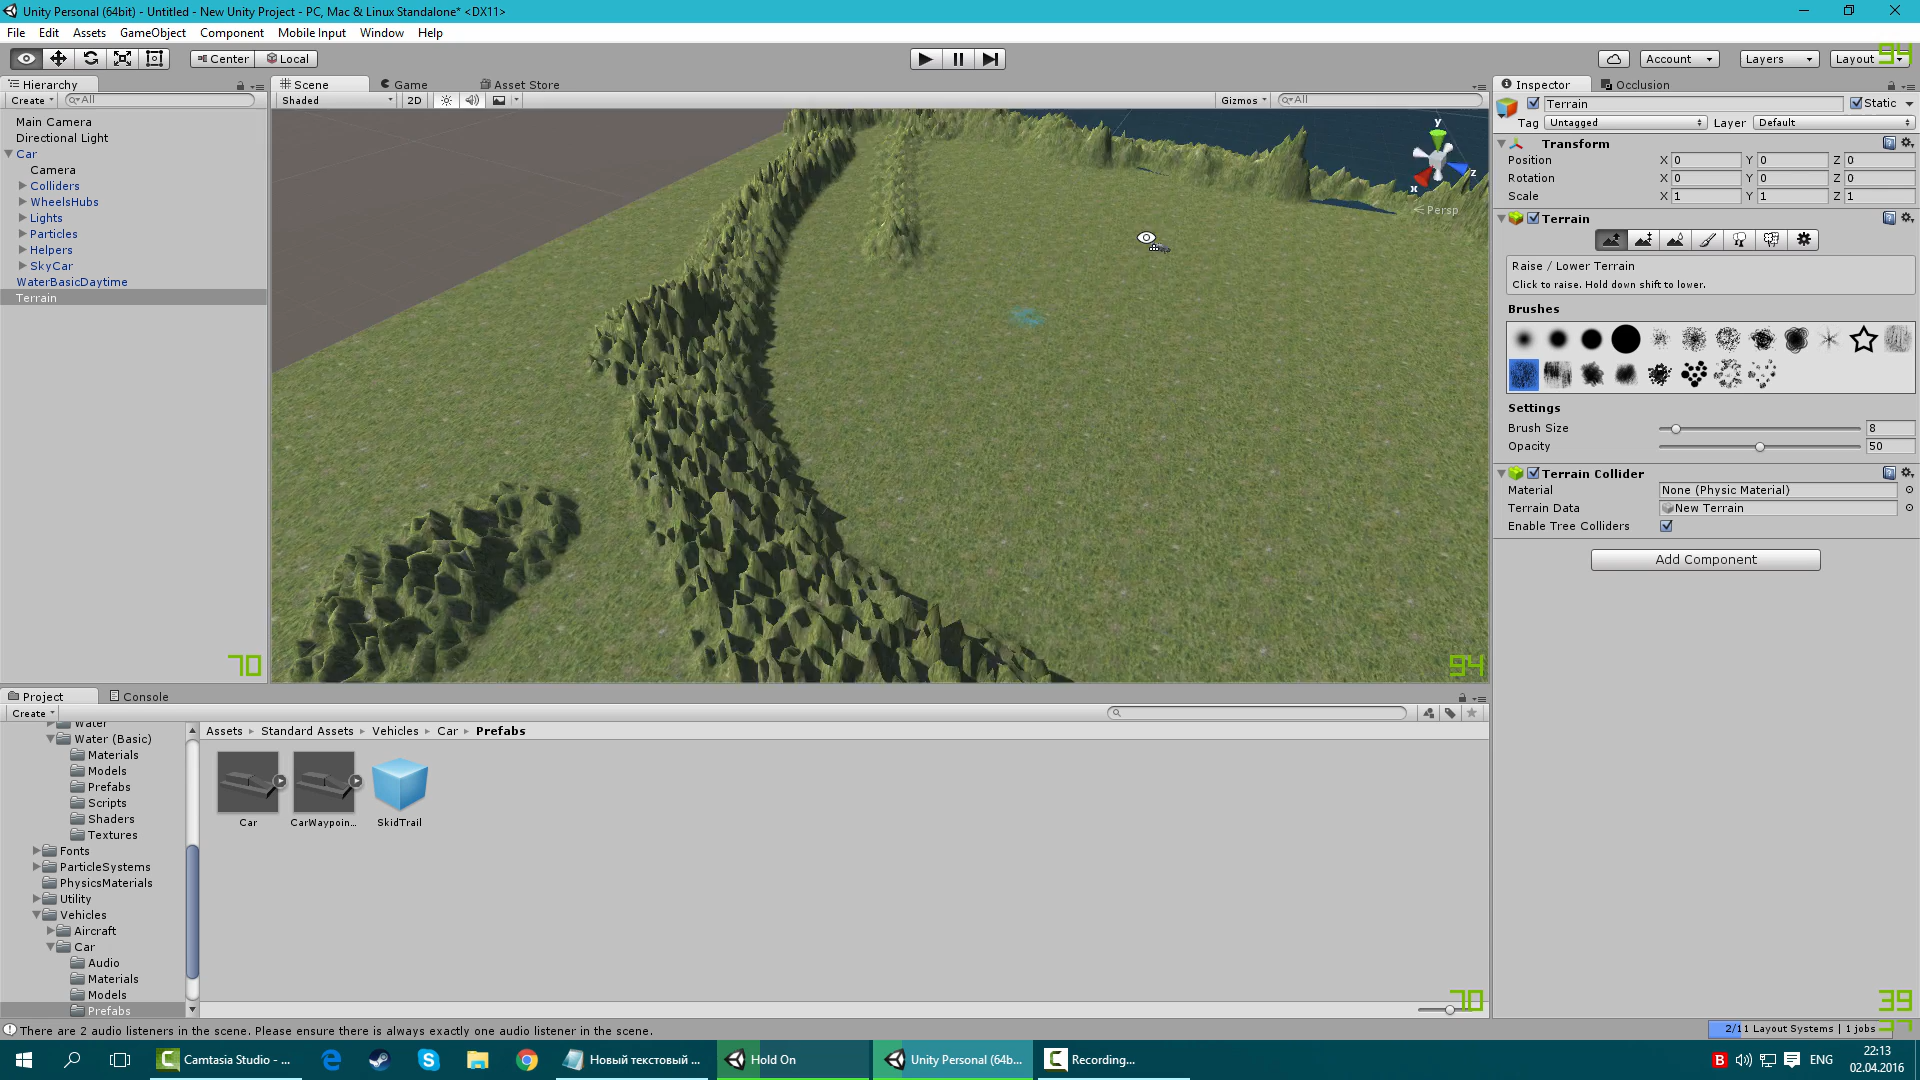 Unity Personal (64bit) - Untitled - New Unity Project - PC, Mac & Linux Standalone* <DX11>
File Edit Assets GameObject Component Mobile Input Window Help
Center Local Account Layers Layout 94
Hierarchy
Create All
Main Camera
Directional Light
Car
Camera
Colliders
WheelsHubs
Lights
Particles
Helpers
SkyCar
WaterBasicDaytime
Terrain
70
Scene Game Asset Store
Shaded 2D Gizmos All
y
z
x
Persp
94
Inspector Occlusion
Terrain Static
Tag Untagged Layer Default
Transform
Position X 0 Y 0 Z 0
Rotation X 0 Y 0 Z 0
Scale X 1 Y 1 Z 1
Terrain
Raise / Lower Terrain
Click to raise. Hold down shift to lower.
Brushes
Settings
Brush Size 8
Opacity 50
Terrain Collider
Material None (Physic Material)
Terrain Data New Terrain
Enable Tree Colliders
Add Component
Project Console
Create
Water
Water (Basic)
Materials
Models
Prefabs
Scripts
Shaders
Textures
Fonts
ParticleSystems
PhysicsMaterials
Utility
Vehicles
Aircraft
Car
Audio
Materials
Models
Prefabs
Assets Standard Assets Vehicles Car Prefabs
Car CarWaypoin... SkidTrail
70
39
There are 2 audio listeners in the scene. Please ensure there is always exactly one audio listener in the scene.
2/11 Layout Systems | 1 jobs
Camtasia Studio - ... Новый текстовый ... Hold On Unity Personal (64b... Recording...
ENG
22:13
02.04.2016